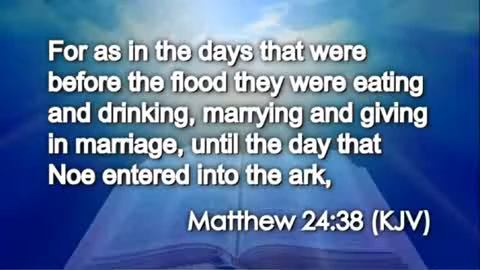 For as in the days that were
before the flood they were eating
and drinking, marrying and giving
in marriage, until the day that
Noe entered into the ark,
Matthew 24:38 (KJV)